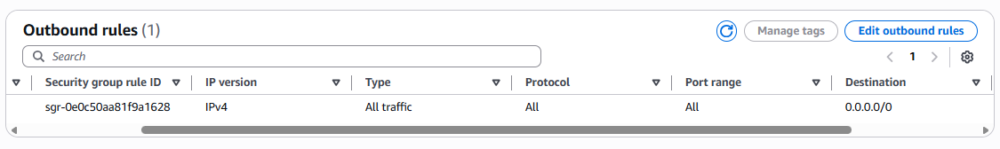 Outbound rules (1)
Manage tags
Edit outbound rules
Search
1
Security group rule ID IP version Type Protocol Port range Destination
sgr-0e0c50aa81f9a1628 IPv4 All traffic All All 0.0.0.0/0